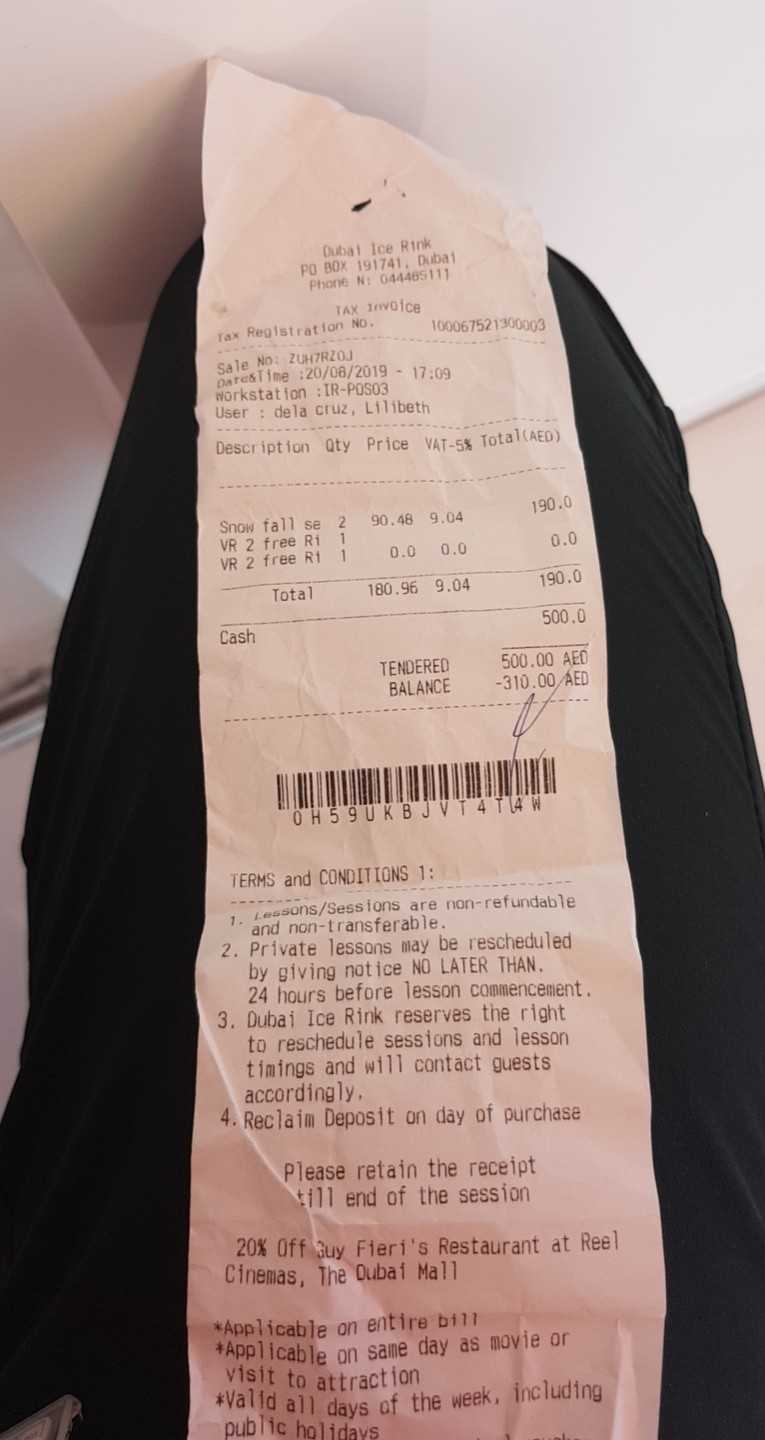 Dubai Ice Rink
PO BOX 191741, Dubai
Phone N: 044485111
TAX Invoice
Tax Registration NO. 100067521300003
Sale No: ZUH7RZOJ
Date&Time :20/08/2019 - 17:09
Workstation :IR-POS03
User : dela cruz, Lilibeth
Description Qty Price VAT-5% Total(AED)
Snow fall se 2 90.48 9.04 190.0
VR 2 free Ri 1
VR 2 free Ri 1 0.0 0.0 0.0
Total 180.96 9.04 190.0
Cash 500.0
TENDERED 500.00 AED
BALANCE -310.00 AED
0H59UKBJVT4T4W
TERMS and CONDITIONS 1:
1. Lessons/Sessions are non-refundable
and non-transferable.
2. Private lessons may be rescheduled
by giving notice NO LATER THAN.
24 hours before lesson commencement.
3. Dubai Ice Rink reserves the right
to reschedule sessions and lesson
timings and will contact guests
accordingly.
4. Reclaim Deposit on day of purchase
Please retain the receipt
till end of the session
20% Off Guy Fieri's Restaurant at Reel
Cinemas, The Dubai Mall
*Applicable on entire bill
*Applicable on same day as movie or
visit to attraction
*Valid all days of the week, including
public holidays